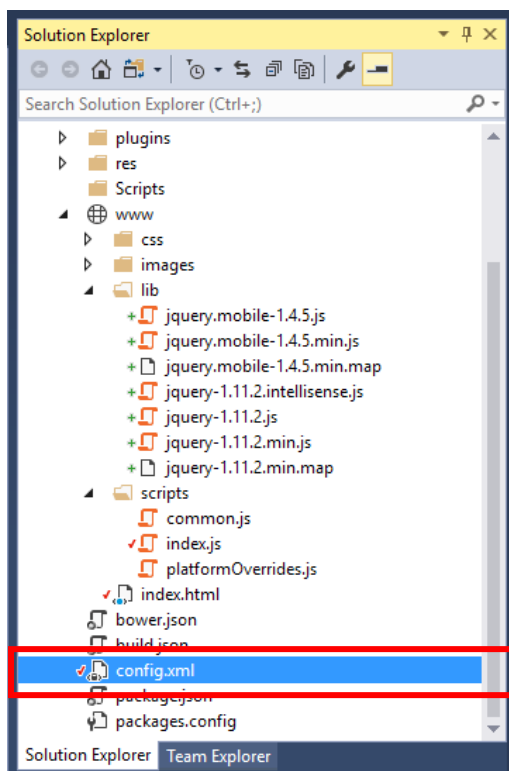 Solution Explorer
Search Solution Explorer (Ctrl+;)
plugins
res
Scripts
www
css
images
lib
jquery.mobile-1.4.5.js
jquery.mobile-1.4.5.min.js
jquery.mobile-1.4.5.min.map
jquery-1.11.2.intellisense.js
jquery-1.11.2.js
jquery-1.11.2.min.js
jquery-1.11.2.min.map
scripts
common.js
index.js
platformOverrides.js
index.html
bower.json
build.json
config.xml
package.json
packages.config
Solution Explorer Team Explorer